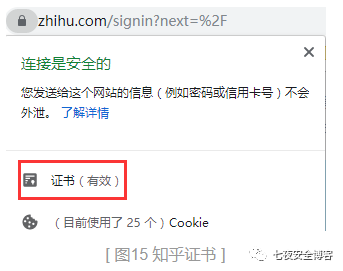 zhihu.com/signin?next=%2F
连接是安全的
您发送给这个网站的信息（例如密码或信用卡号）不会
外泄。 了解详情
证书（有效）
（目前使用了 25 个）Cookie
[ 图15 知乎证书 ]
七夜安全博客